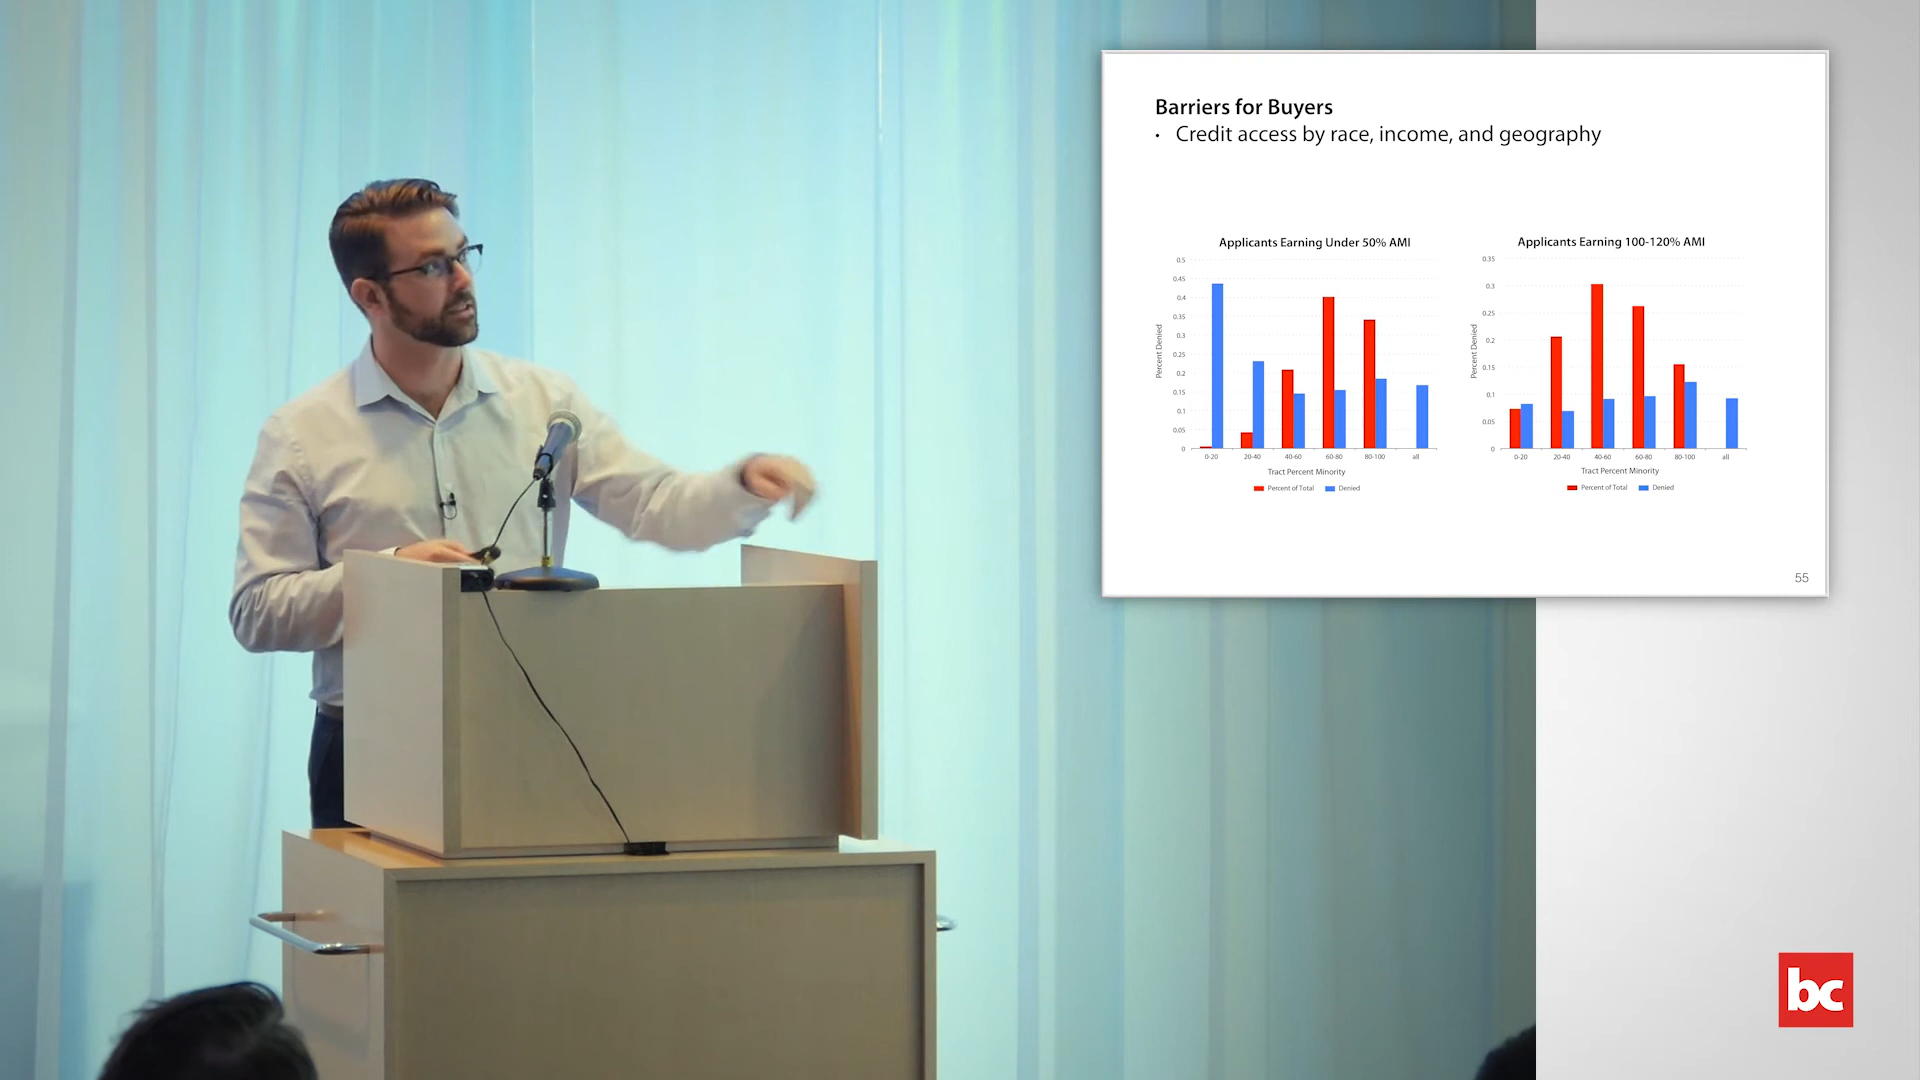 Barriers for Buyers
• Credit access by race, income, and geography
Applicants Earning Under 50% AMI
0.5
0.45
0.4
0.35
0.3
0.25
0.2
0.15
0.1
0.05
0
Percent Denied
0-20 20-40 40-60 60-80 80-100 all
Tract Percent Minority
Percent of Total Denied
Applicants Earning 100-120% AMI
0.35
0.3
0.25
0.2
0.15
0.1
0.05
0
Percent Denied
0-20 20-40 40-60 60-80 80-100 all
Tract Percent Minority
Percent of Total Denied
55
bc